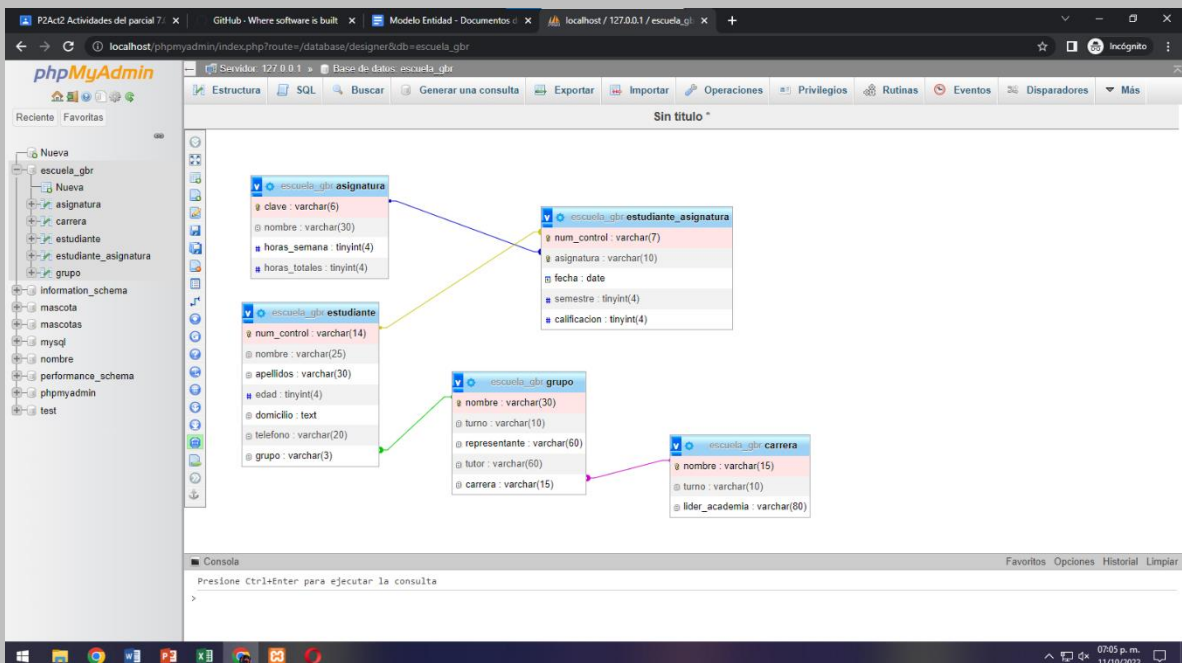 P2Act2 Actividades del parcial 7.
GitHub · Where software is built
Modelo Entidad - Documentos d
localhost / 127.0.0.1 / escuela_gb
localhost/phpmyadmin/index.php?route=/database/designer&db=escuela_gbr
Incógnito
phpMyAdmin
Reciente Favoritas
Nueva
escuela_gbr
Nueva
asignatura
carrera
estudiante
estudiante_asignatura
grupo
information_schema
mascota
mascotas
mysql
nombre
performance_schema
phpmyadmin
test
Servidor: 127.0.0.1 » Base de datos: escuela_gbr
Estructura SQL Buscar Generar una consulta Exportar Importar Operaciones Privilegios Rutinas Eventos Disparadores Más
Sin título *
escuela_gbr asignatura
clave : varchar(6)
nombre : varchar(30)
horas_semana : tinyint(4)
horas_totales : tinyint(4)
escuela_gbr estudiante_asignatura
num_control : varchar(7)
asignatura : varchar(10)
fecha : date
semestre : tinyint(4)
calificacion : tinyint(4)
escuela_gbr estudiante
num_control : varchar(14)
nombre : varchar(25)
apellidos : varchar(30)
edad : tinyint(4)
domicilio : text
telefono : varchar(20)
grupo : varchar(3)
escuela_gbr grupo
nombre : varchar(30)
turno : varchar(10)
representante : varchar(60)
tutor : varchar(60)
carrera : varchar(15)
escuela_gbr carrera
nombre : varchar(15)
turno : varchar(10)
lider_academia : varchar(80)
Consola
Favoritos Opciones Historial Limpiar
Presione Ctrl+Enter para ejecutar la consulta
>
07:05 p. m.
11/10/2022